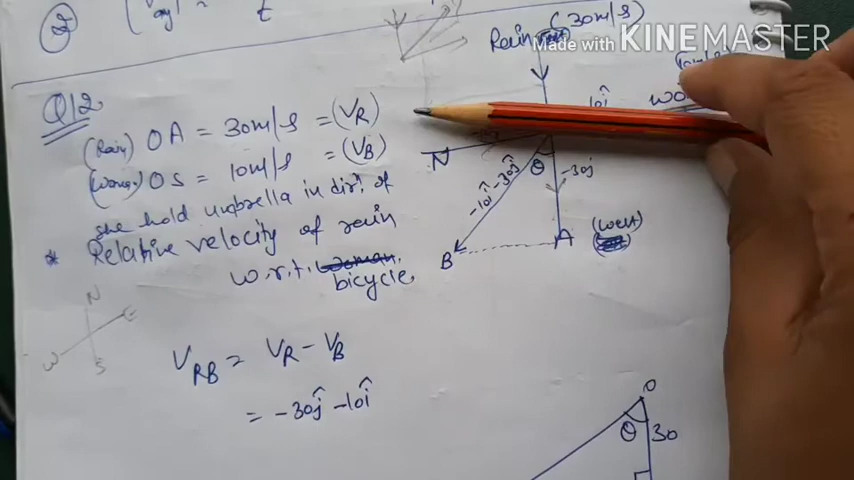 Rain (30m/s)
Made with KINEMASTER
Q12
(Rain) OA = 30m/s = (VR)
(Woman) OS = 10m/s = (VB)
she hold umbrella in dirn. of
* Relative velocity of rain
w.r.t. bicycle.
N
θ
-30ĵ
-10î-30ĵ
B
A
(west)
N
E
W
S
VRB = VR - VB
= -30ĵ -10î
O
θ
30